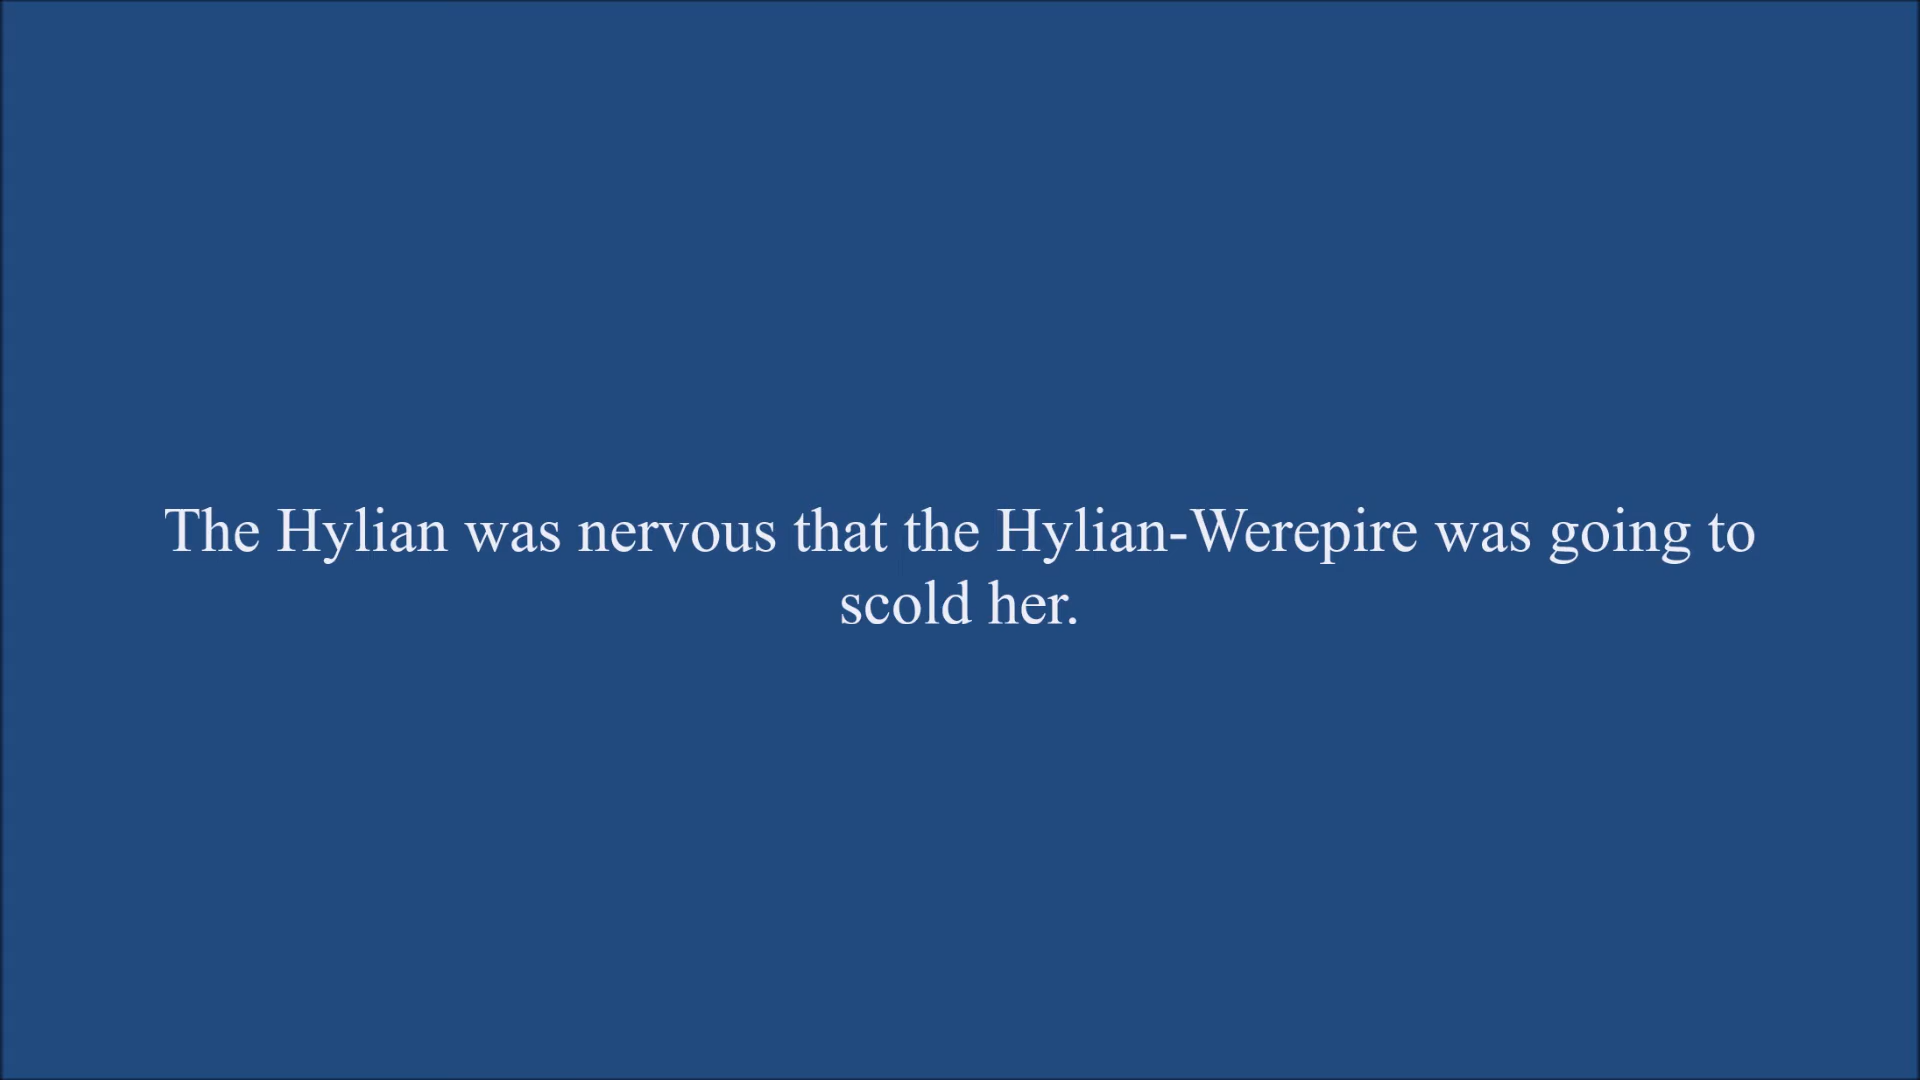 The Hylian was nervous that the Hylian-Werepire was going to
scold her.